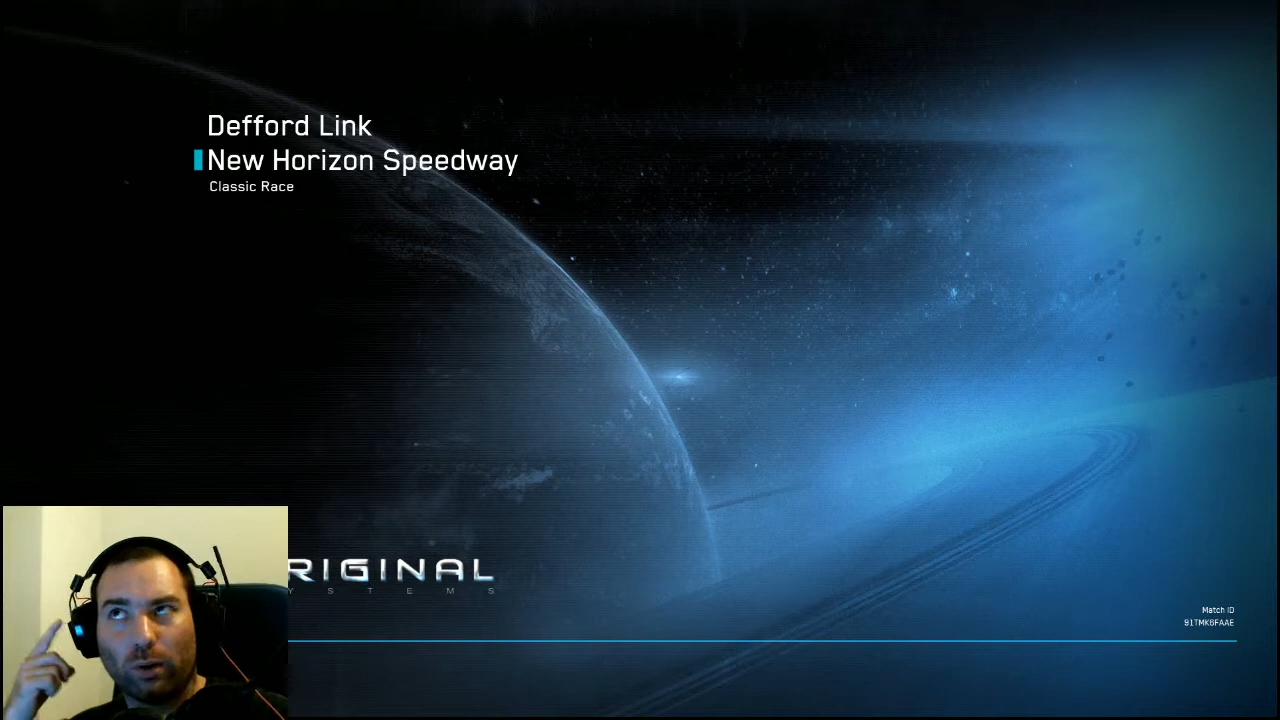 Defford Link
New Horizon Speedway
Classic Race
RIGINAL
Y S T E M S
Match ID
91TMK6FAAE